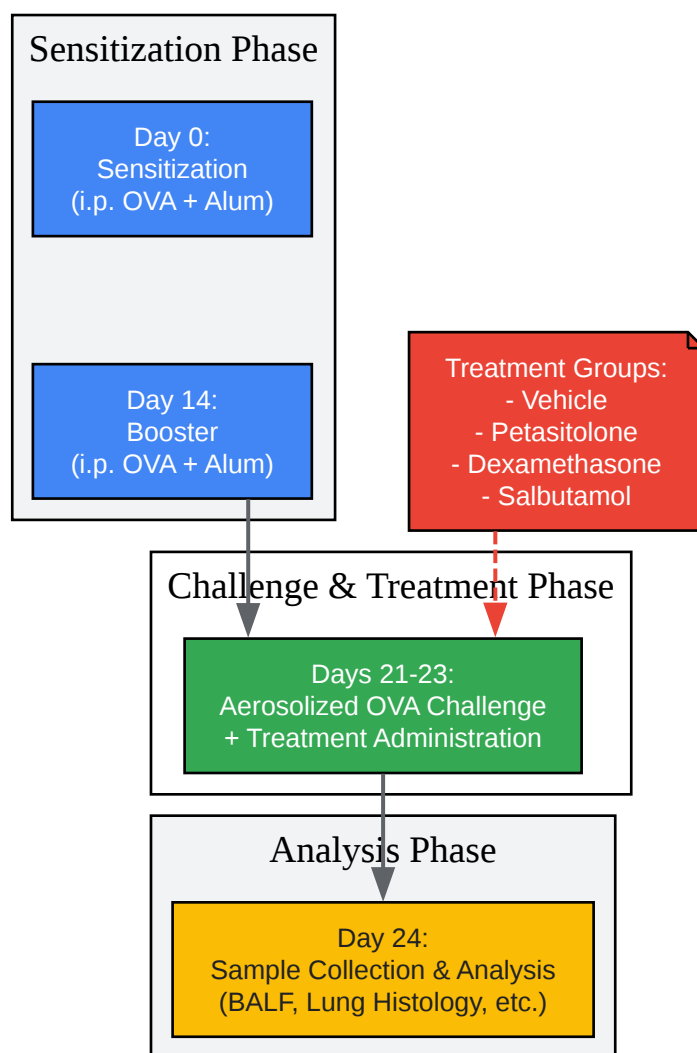 Sensitization Phase
Day 0:
Sensitization
(i.p. OVA + Alum)
Day 14:
Booster
(i.p. OVA + Alum)
Treatment Groups:
- Vehicle
- Petasitolone
- Dexamethasone
- Salbutamol
Challenge & Treatment Phase
Days 21-23:
Aerosolized OVA Challenge
+ Treatment Administration
Analysis Phase
Day 24:
Sample Collection & Analysis
(BALF, Lung Histology, etc.)